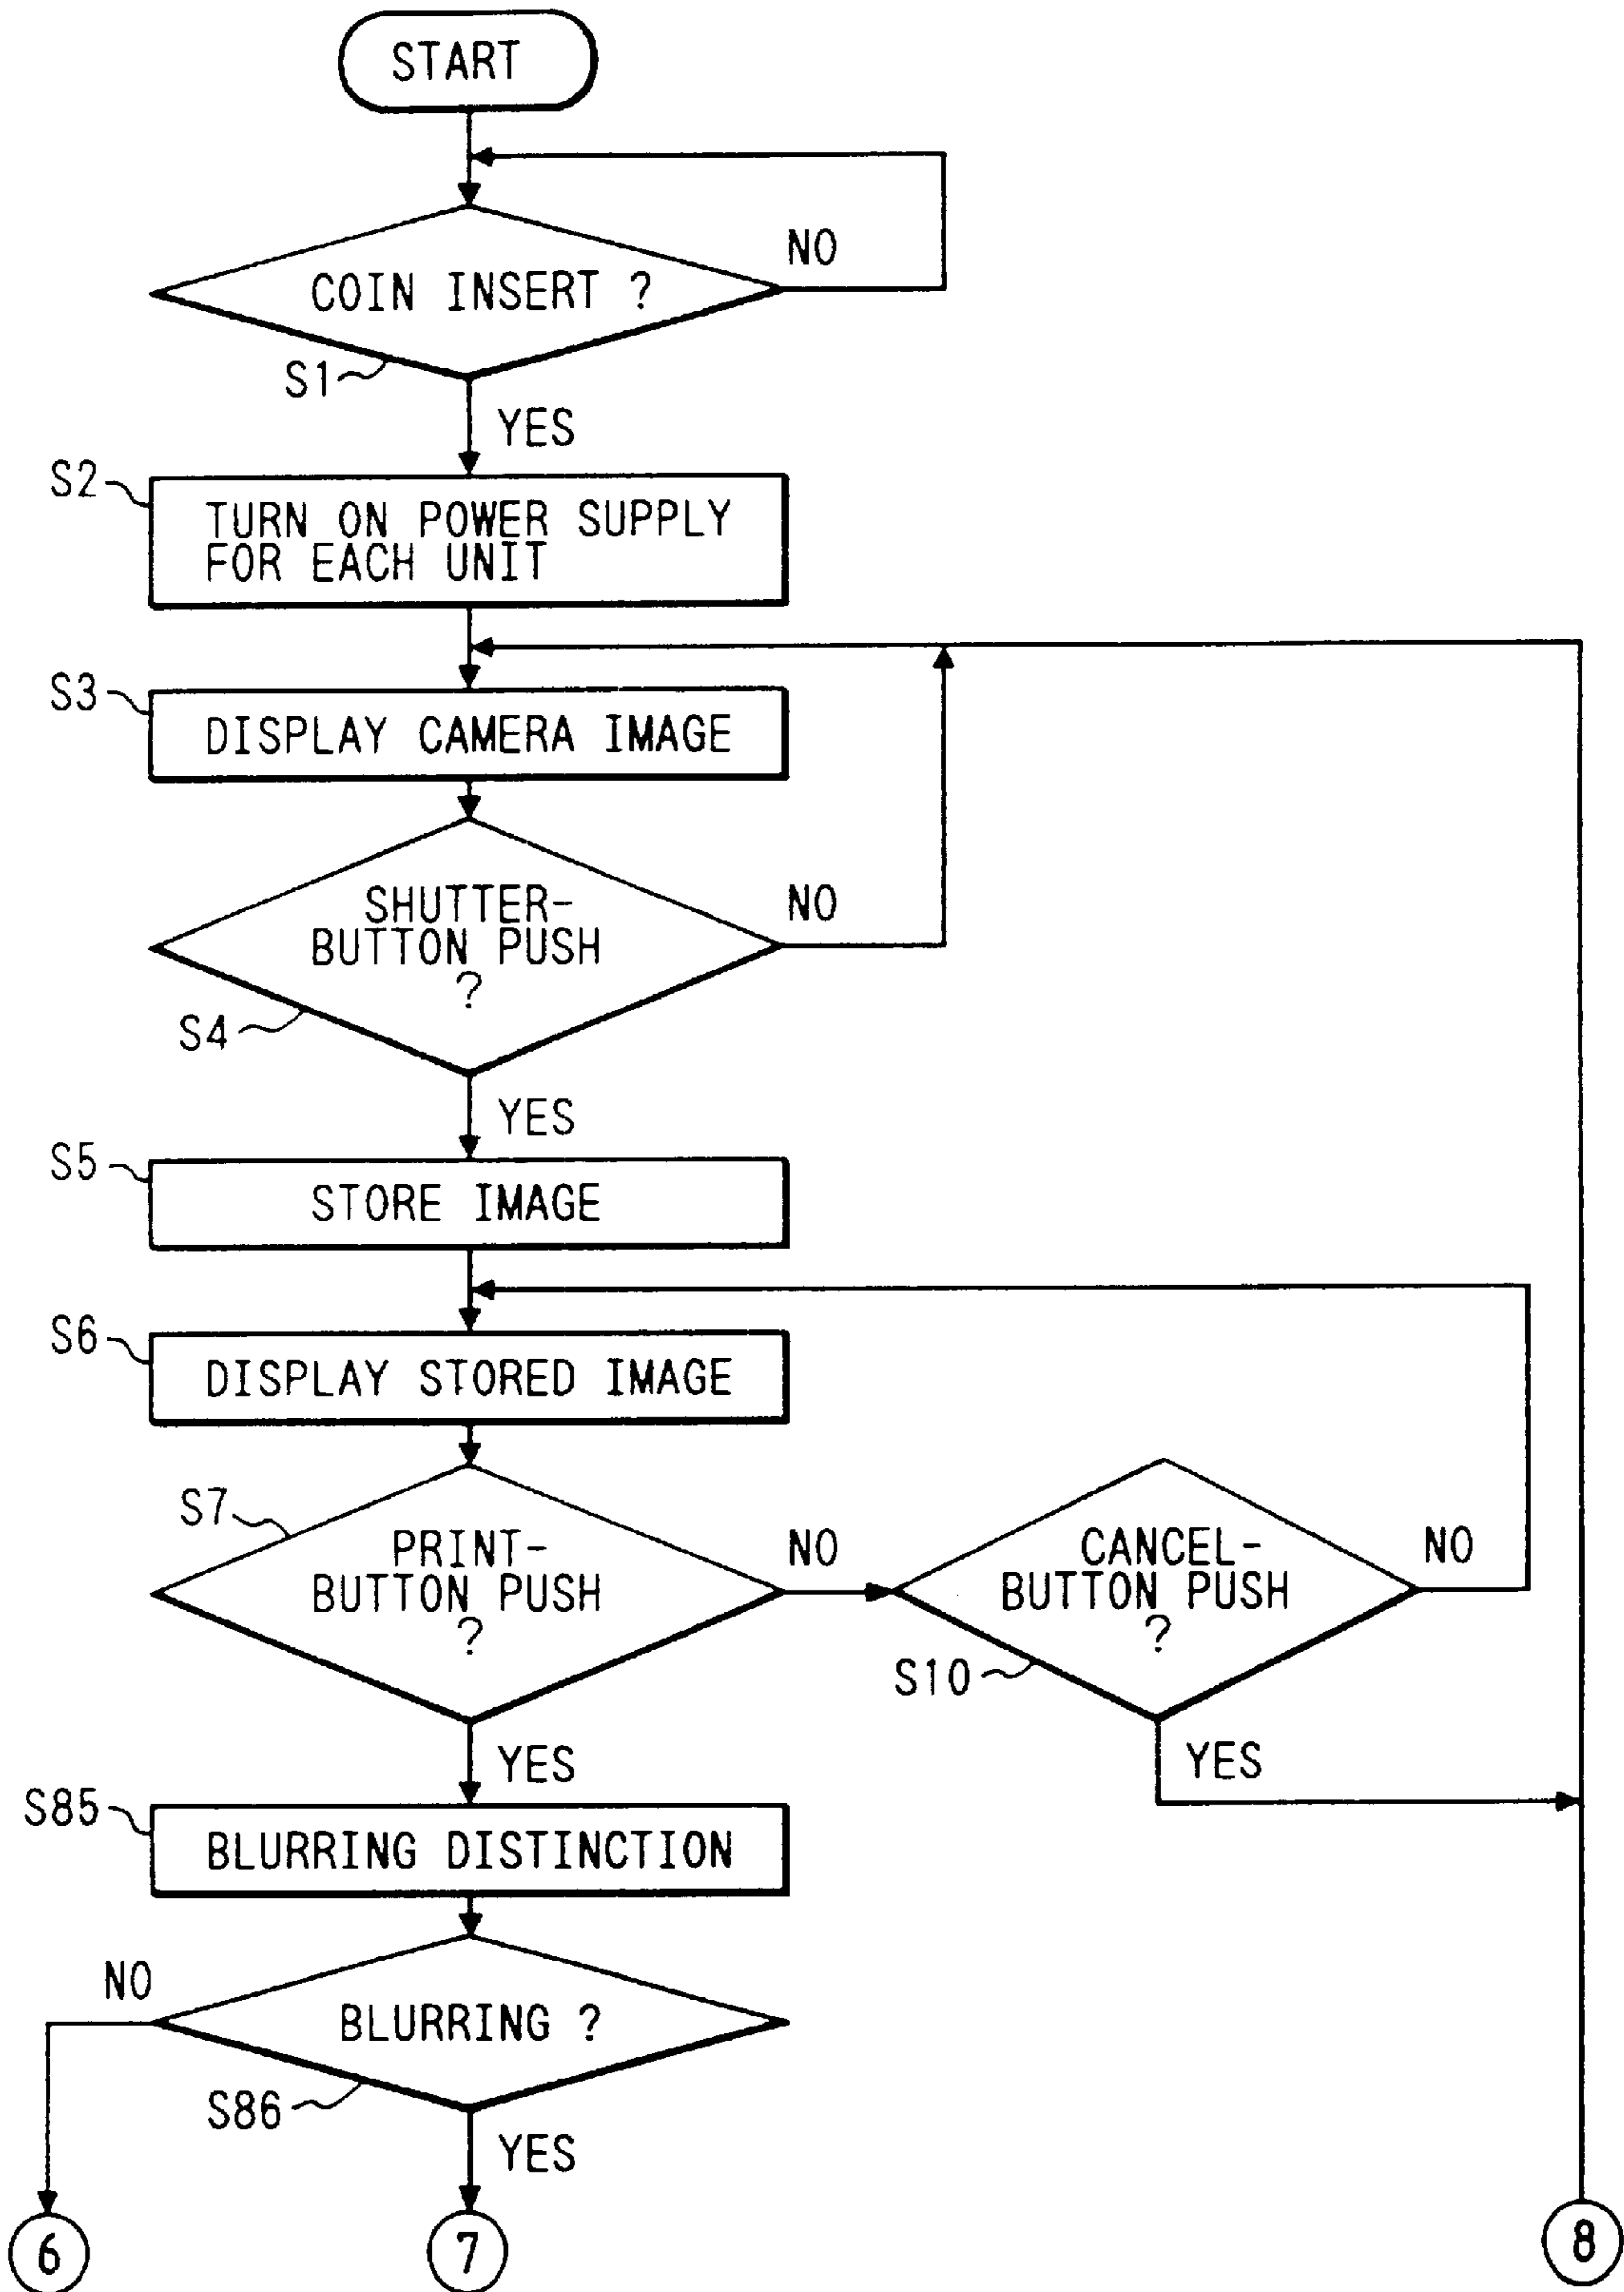 START
COIN INSERT ?
NO
S1
YES
S2
TURN ON POWER SUPPLY
FOR EACH UNIT
S3
DISPLAY CAMERA IMAGE
SHUTTER-
BUTTON PUSH
?
NO
S4
YES
S5
STORE IMAGE
S6
DISPLAY STORED IMAGE
S7
PRINT-
BUTTON PUSH
?
NO
CANCEL-
BUTTON PUSH
?
NO
S10
YES
YES
S85
BLURRING DISTINCTION
NO
BLURRING ?
S86
YES
6
7
8